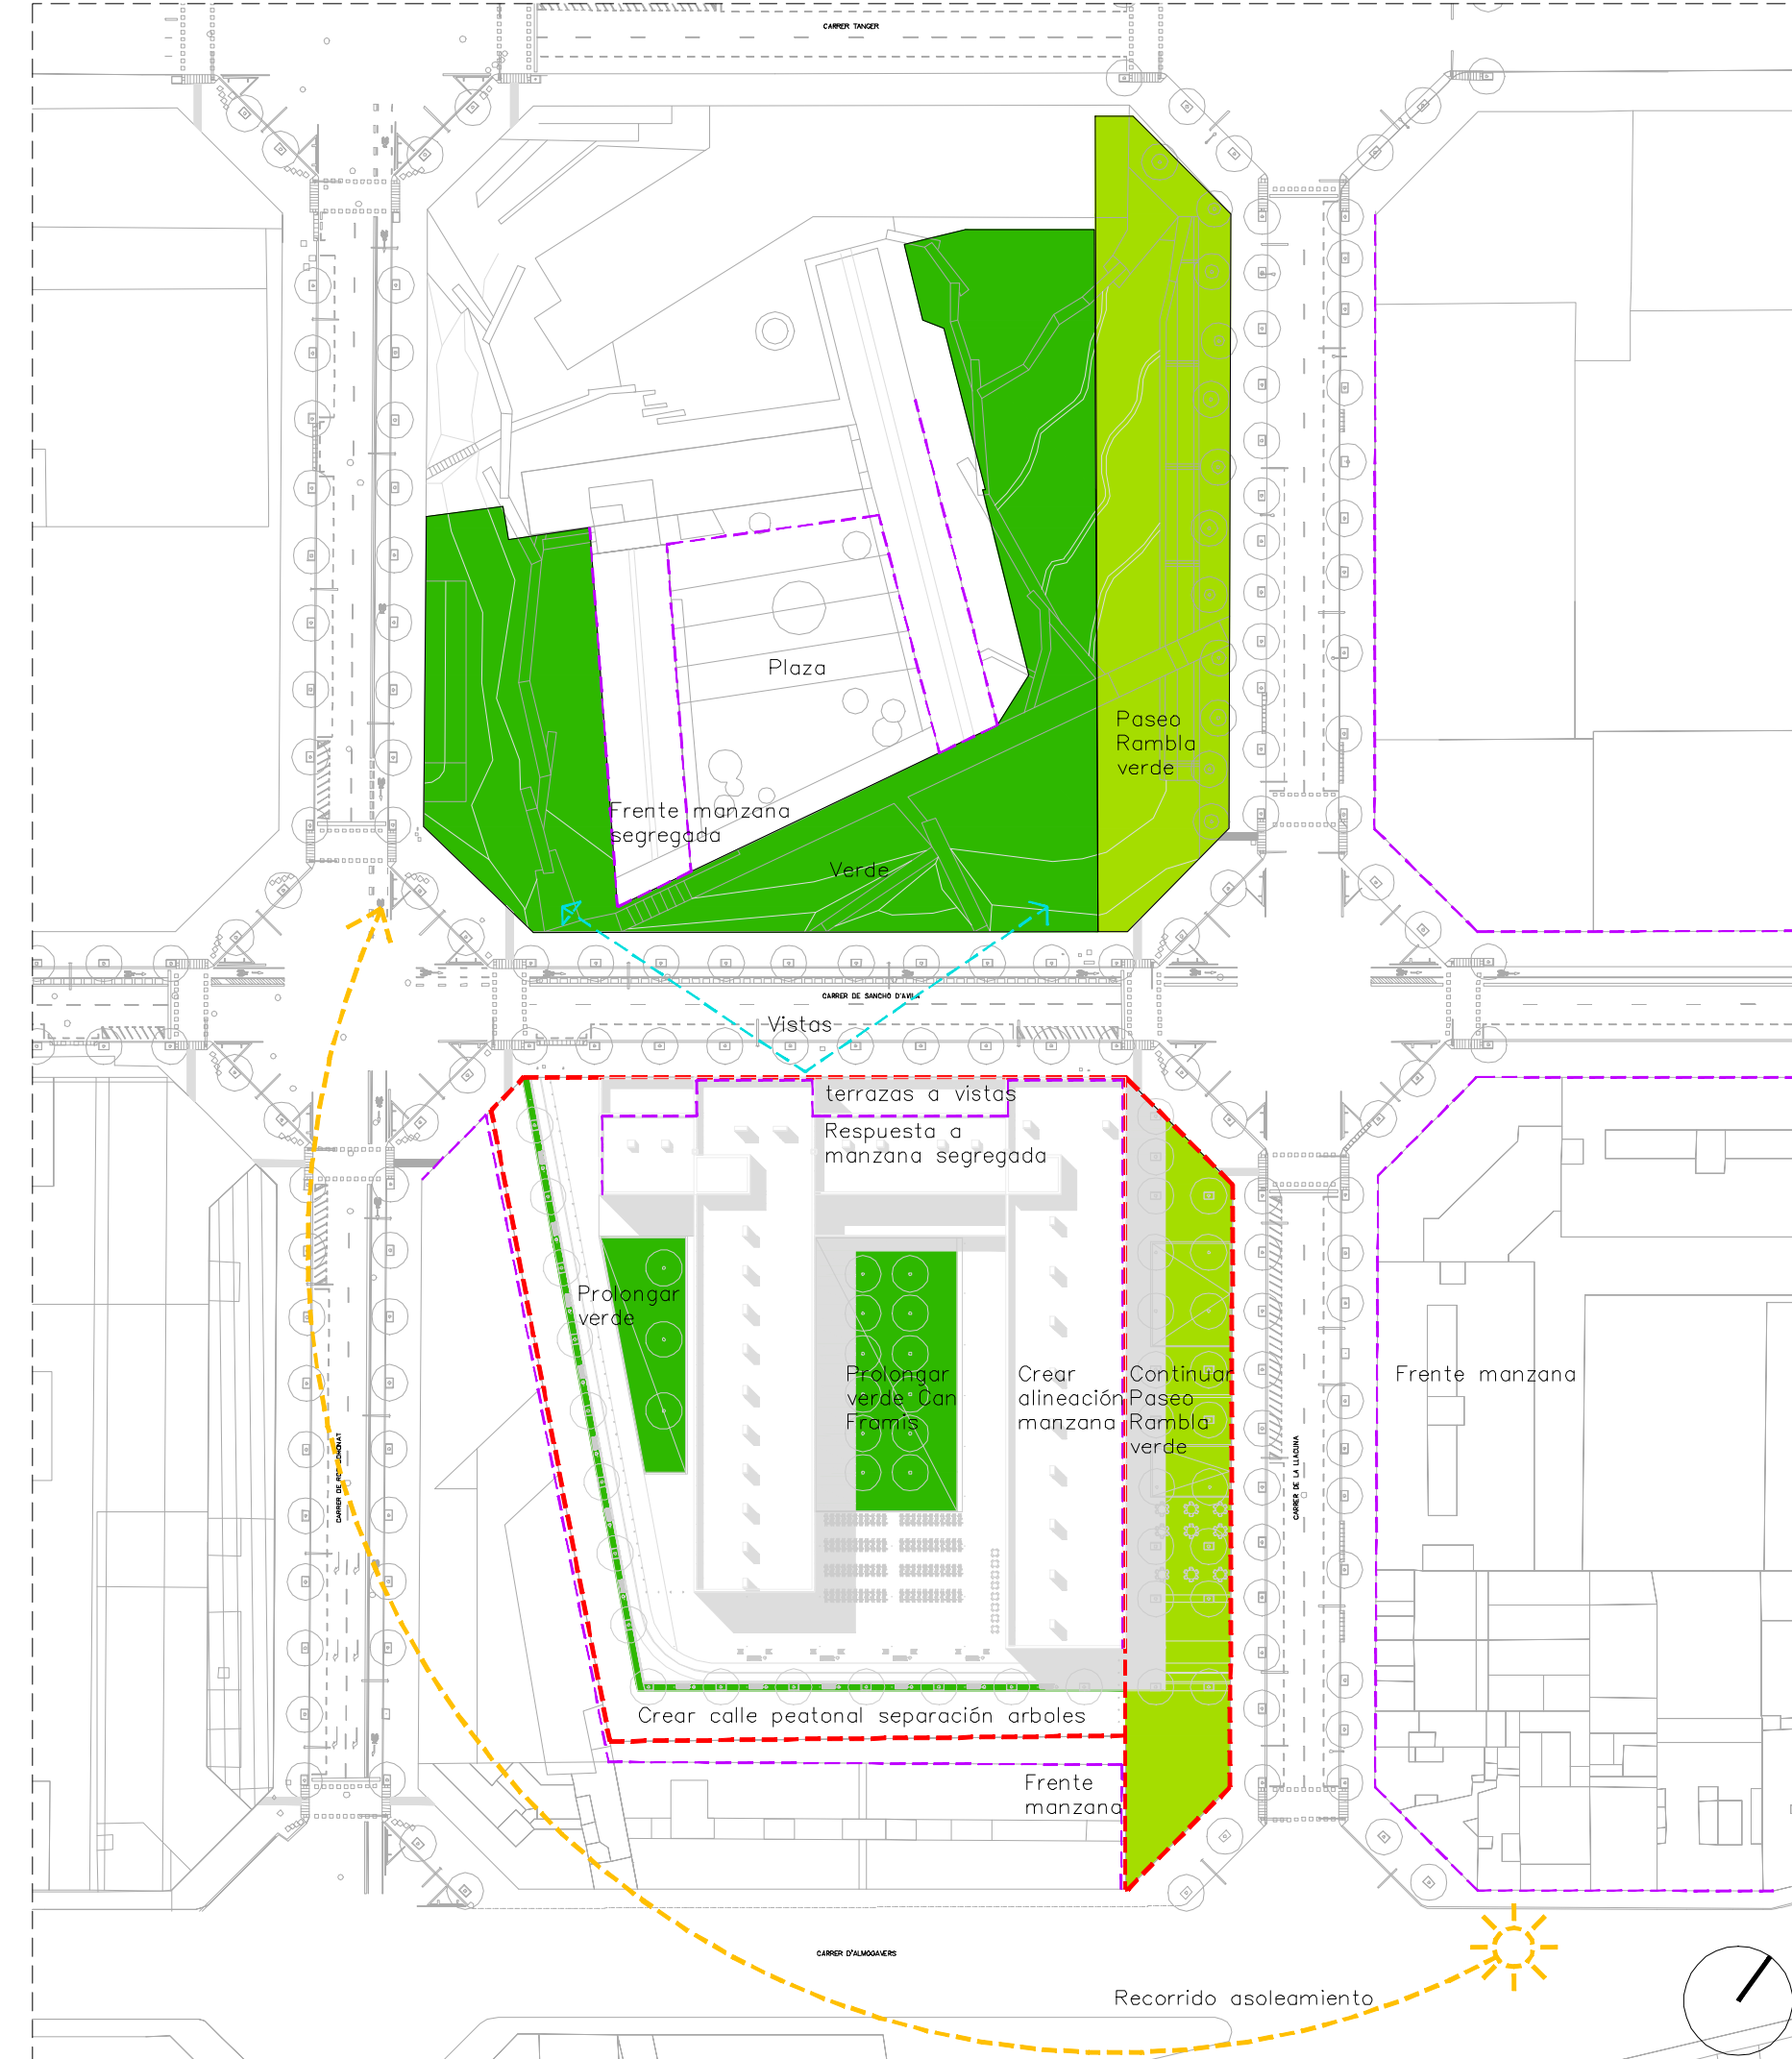 CARRER TANGER
Plaza
Paseo
Rambla
verde
Frente manzana
segregada
Verde
CARRER DE SANCHO D'AVILA
Vistas
terrazas a vistas
Respuesta a
manzana segregada
Prolongar
verde
Prolongar
verde Can
Framis
Crear
alineación
manzana
Continuar
Paseo
Rambla
verde
Frente manzana
CARRER DE LA LLACUNA
Crear calle peatonal separación arboles
Frente
manzana
CARRER D'ALMOGAVERS
Recorrido asoleamiento